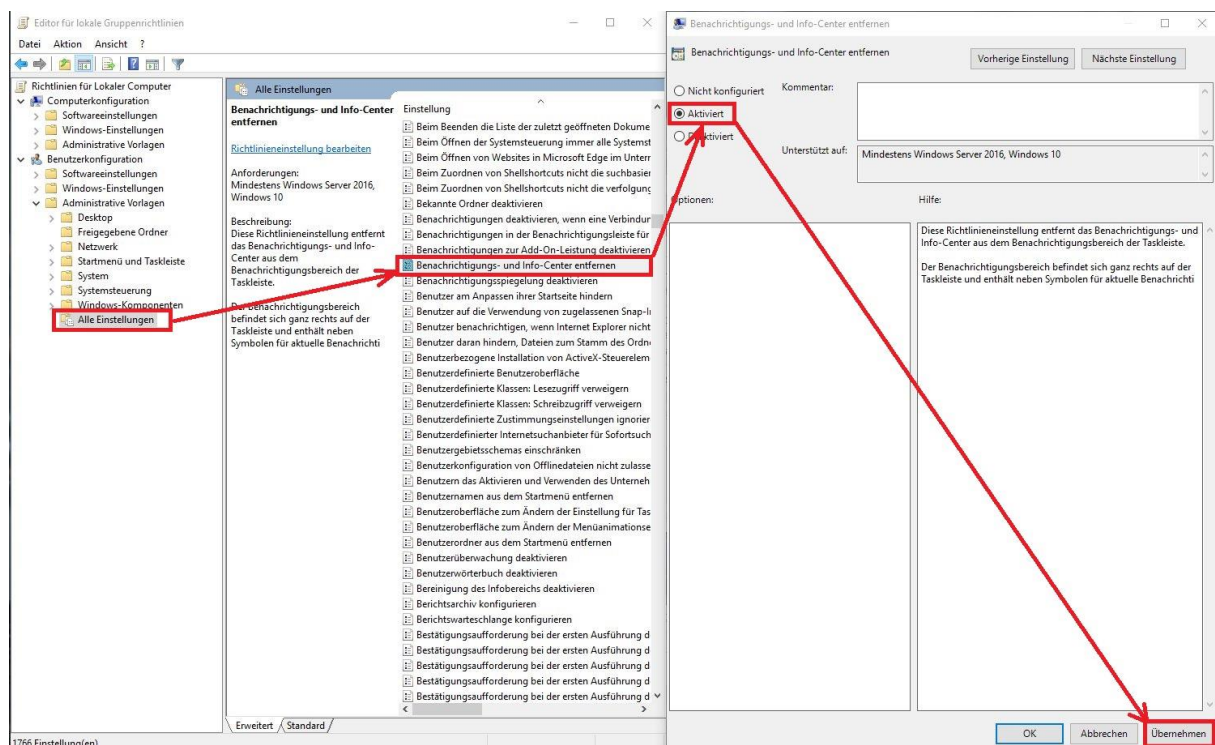 Editor für lokale Gruppenrichtlinien
Datei Aktion Ansicht ?
Richtlinien für Lokaler Computer
Computerkonfiguration
Softwareeinstellungen
Windows-Einstellungen
Administrative Vorlagen
Benutzerkonfiguration
Softwareeinstellungen
Windows-Einstellungen
Administrative Vorlagen
Desktop
Freigegebene Ordner
Netzwerk
Startmenü und Taskleiste
System
Systemsteuerung
Windows-Komponenten
Alle Einstellungen
Alle Einstellungen
Benachrichtigungs- und Info-Center
entfernen
Richtlinieneinstellung bearbeiten
Anforderungen:
Mindestens Windows Server 2016,
Windows 10
Beschreibung:
Diese Richtlinieneinstellung entfernt
das Benachrichtigungs- und Info-
Center aus dem
Benachrichtigungsbereich der
Taskleiste.
Der Benachrichtigungsbereich
befindet sich ganz rechts auf der
Taskleiste und enthält neben
Symbolen für aktuelle Benachrichti
Einstellung
Beim Beenden die Liste der zuletzt geöffneten Dokume
Beim Öffnen der Systemsteuerung immer alle Systemst
Beim Öffnen von Websites in Microsoft Edge im Unterr
Beim Zuordnen von Shellshortcuts nicht die suchbasier
Beim Zuordnen von Shellshortcuts nicht die verfolgung
Bekannte Ordner deaktivieren
Benachrichtigungen deaktivieren, wenn eine Verbindur
Benachrichtigungen in der Benachrichtigungsleiste für
Benachrichtigungen zur Add-On-Leistung deaktivieren
Benachrichtigungs- und Info-Center entfernen
Benachrichtigungsspiegelung deaktivieren
Benutzer am Anpassen ihrer Startseite hindern
Benutzer auf die Verwendung von zugelassenen Snap-I
Benutzer benachrichtigen, wenn Internet Explorer nicht
Benutzer daran hindern, Dateien zum Stamm des Ordn
Benutzerbezogene Installation von ActiveX-Steuerelem
Benutzerdefinierte Benutzeroberfläche
Benutzerdefinierte Klassen: Lesezugriff verweigern
Benutzerdefinierte Klassen: Schreibzugriff verweigern
Benutzerdefinierte Zustimmungseinstellungen ignorier
Benutzerdefinierter Internetsuchanbieter für Sofortsuch
Benutzergebietsschemas einschränken
Benutzerkonfiguration von Offlinedateien nicht zulasse
Benutzern das Aktivieren und Verwenden des Unterneh
Benutzernamen aus dem Startmenü entfernen
Benutzeroberfläche zum Ändern der Einstellung für Tas
Benutzeroberfläche zum Ändern der Menüanimationse
Benutzerordner aus dem Startmenü entfernen
Benutzerüberwachung deaktivieren
Benutzerwörterbuch deaktivieren
Bereinigung des Infobereichs deaktivieren
Berichtsarchiv konfigurieren
Berichtswarteschlange konfigurieren
Bestätigungsaufforderung bei der ersten Ausführung d
Bestätigungsaufforderung bei der ersten Ausführung d
Bestätigungsaufforderung bei der ersten Ausführung d
Bestätigungsaufforderung bei der ersten Ausführung d
Bestätigungsaufforderung bei der ersten Ausführung d
Erweitert Standard
1766 Einstellung(en)
Benachrichtigungs- und Info-Center entfernen
Benachrichtigungs- und Info-Center entfernen
Vorherige Einstellung Nächste Einstellung
Nicht konfiguriert Kommentar:
Aktiviert
Deaktiviert
Unterstützt auf: Mindestens Windows Server 2016, Windows 10
Optionen: Hilfe:
Diese Richtlinieneinstellung entfernt das Benachrichtigungs- und
Info-Center aus dem Benachrichtigungsbereich der Taskleiste.
Der Benachrichtigungsbereich befindet sich ganz rechts auf der
Taskleiste und enthält neben Symbolen für aktuelle Benachrichti
OK Abbrechen Übernehmen